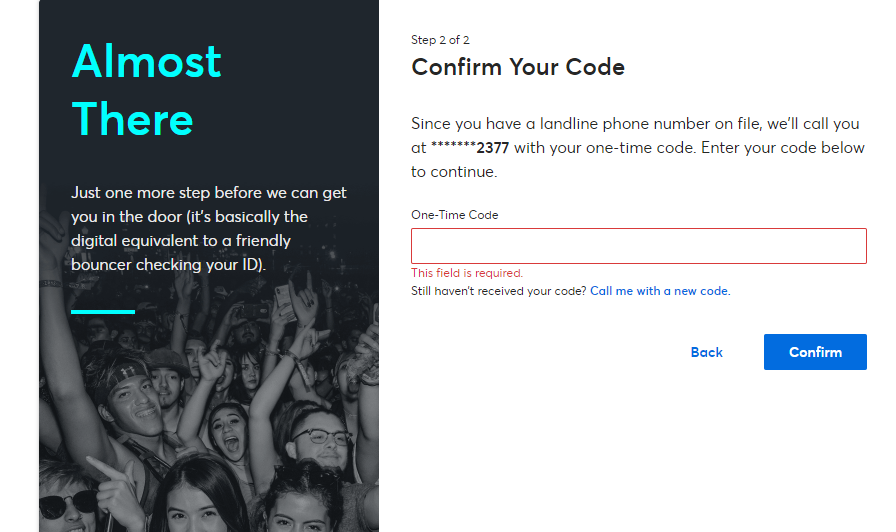 Almost
There
Just one more step before we can get
you in the door (it's basically the
digital equivalent to a friendly
bouncer checking your ID).
Step 2 of 2
Confirm Your Code
Since you have a landline phone number on file, we'll call you
at *******2377 with your one-time code. Enter your code below
to continue.
One-Time Code
This field is required.
Still haven't received your code? Call me with a new code.
Back
Confirm